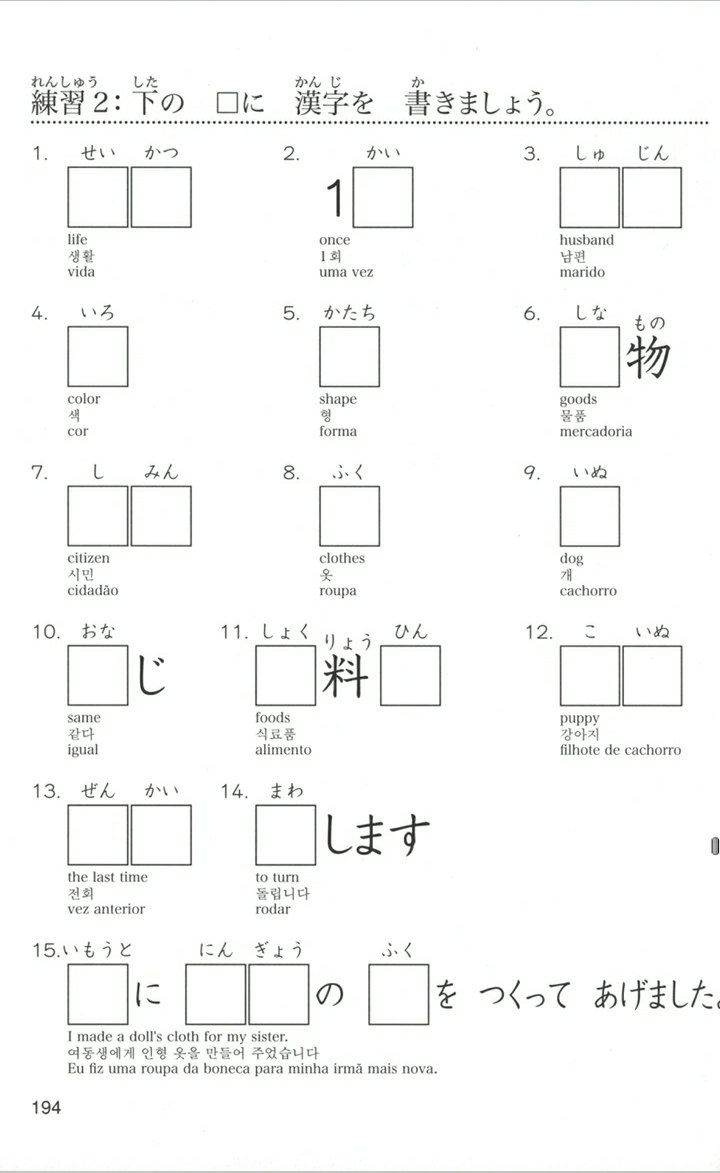 れんしゅう した かん じ か
練習2：下の □に 漢字を 書きましょう。
1. せい かつ
life
생활
vida
2. かい
1
once
1회
uma vez
3. しゅ じん
husband
남편
marido
4. いろ
color
색
cor
5. かたち
shape
형
forma
6. しな もの
物
goods
물품
mercadoria
7. し みん
citizen
시민
cidadão
8. ふく
clothes
옷
roupa
9. いぬ
dog
개
cachorro
10. おな
じ
same
같다
igual
11. しょく りょう ひん
料
foods
식료품
alimento
12. こ いぬ
puppy
강아지
filhote de cachorro
13. ぜん かい
the last time
전회
vez anterior
14. まわ
します
to turn
돌립니다
rodar
15. いもうと にん ぎょう ふく
に の を つくって あげました。
I made a doll's cloth for my sister.
여동생에게 인형 옷을 만들어 주었습니다
Eu fiz uma roupa da boneca para minha irmã mais nova.
194